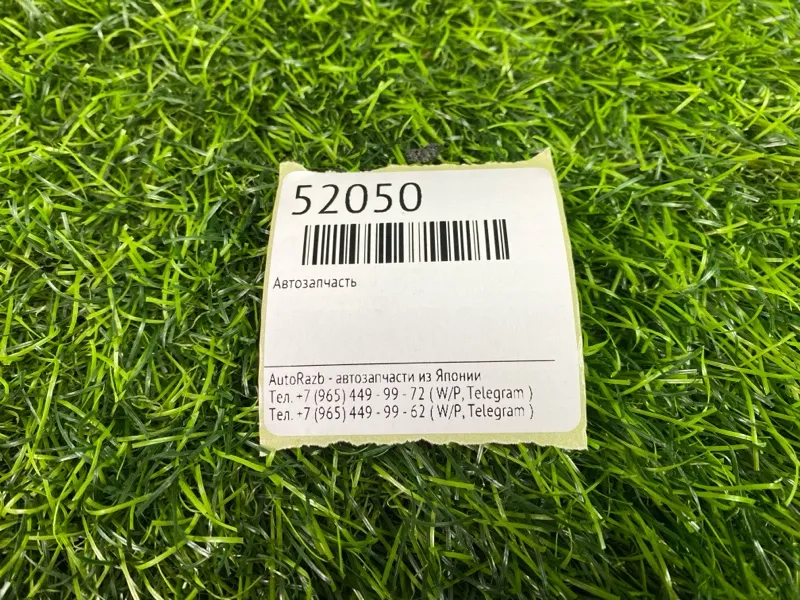 52050
Автозапчасть
AutoRazb - автозапчасти из Японии
Тел. +7 (965) 449 - 99 - 72 ( W/P, Telegram )
Тел. +7 (965) 449 - 99 - 62 ( W/P, Telegram )